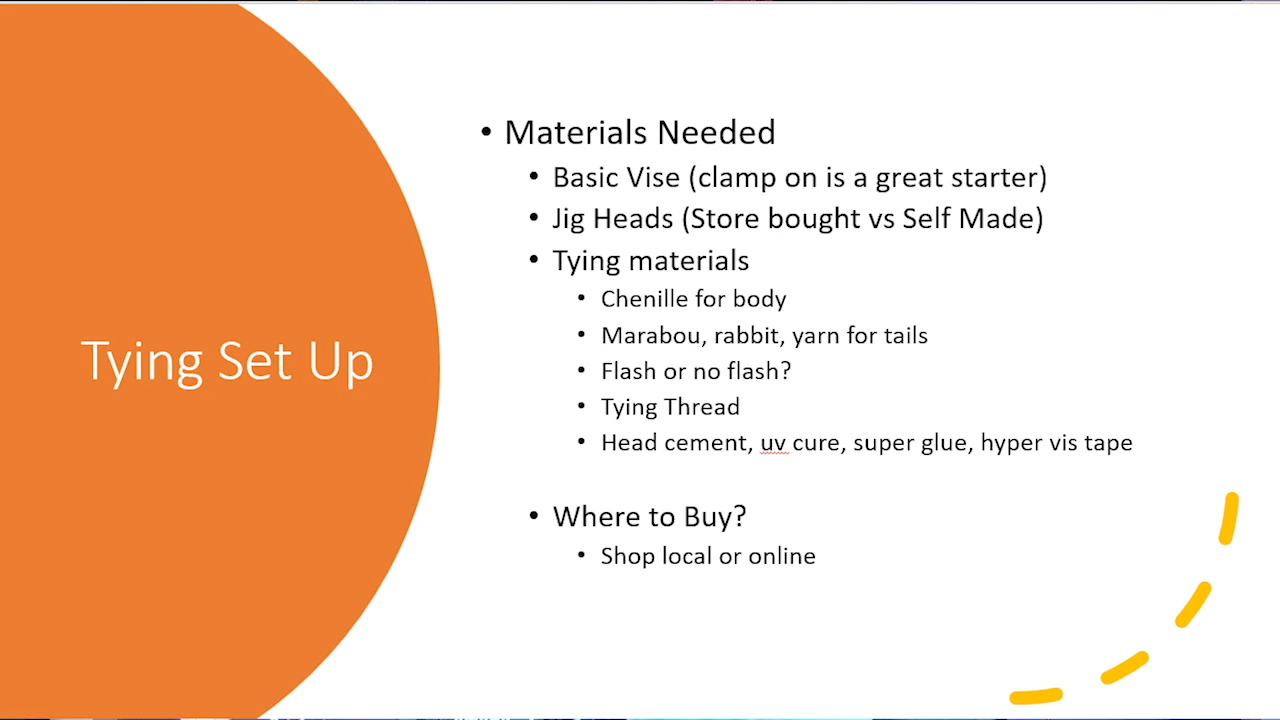 Tying Set Up
• Materials Needed
• Basic Vise (clamp on is a great starter)
• Jig Heads (Store bought vs Self Made)
• Tying materials
• Chenille for body
• Marabou, rabbit, yarn for tails
• Flash or no flash?
• Tying Thread
• Head cement, uv cure, super glue, hyper vis tape
• Where to Buy?
• Shop local or online